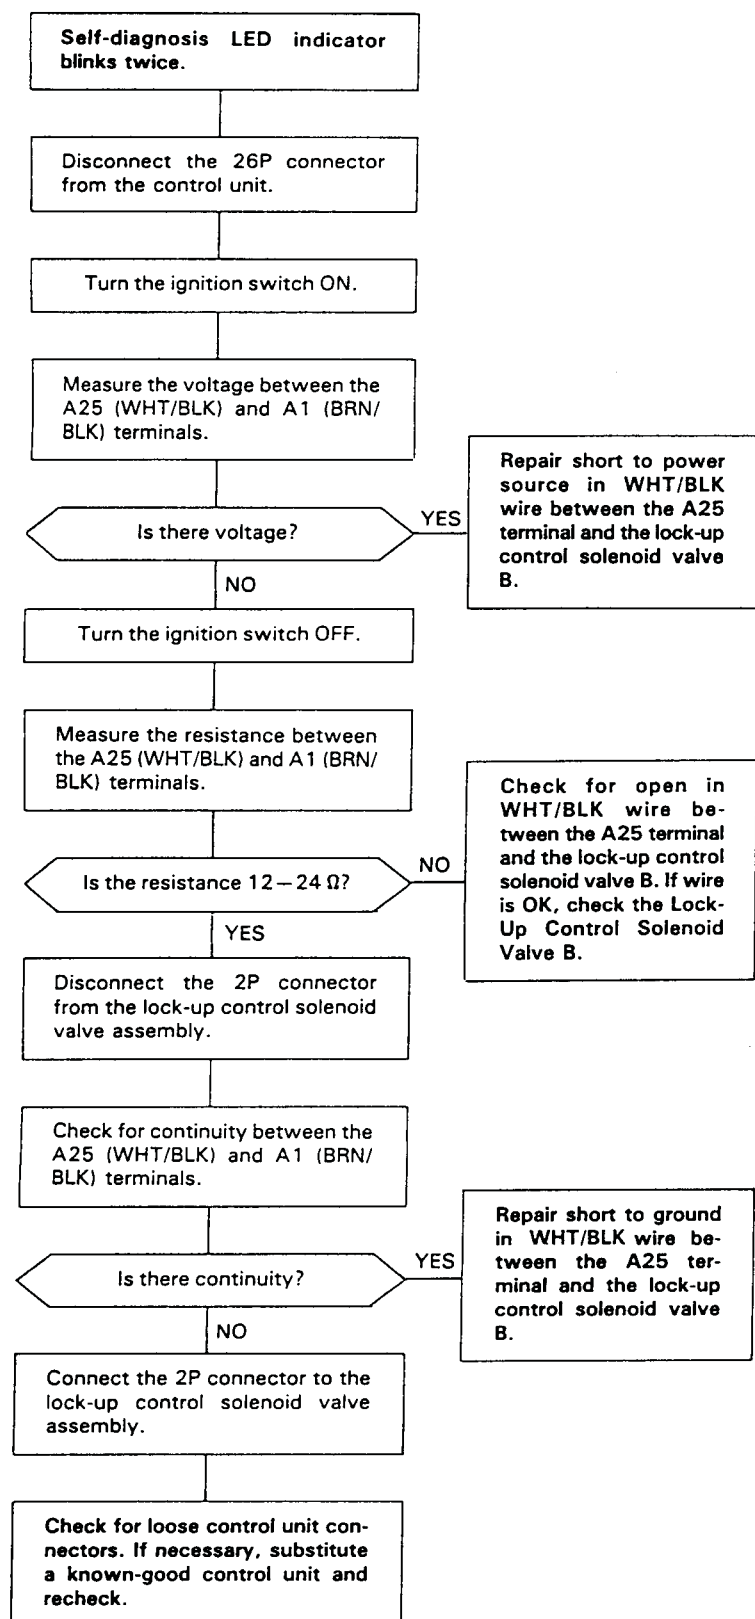 Self-diagnosis LED indicator
blinks twice.
Disconnect the 26P connector
from the control unit.
Turn the ignition switch ON.
Measure the voltage between the
A25 (WHT/BLK) and A1 (BRN/
BLK) terminals.
Is there voltage?
YES
Repair short to power
source in WHT/BLK
wire between the A25
terminal and the lock-up
control solenoid valve
B.
NO
Turn the ignition switch OFF.
Measure the resistance between
the A25 (WHT/BLK) and A1 (BRN/
BLK) terminals.
Is the resistance 12–24 Ω?
NO
Check for open in
WHT/BLK wire be-
tween the A25 terminal
and the lock-up control
solenoid valve B. If wire
is OK, check the Lock-
Up Control Solenoid
Valve B.
YES
Disconnect the 2P connector
from the lock-up control solenoid
valve assembly.
Check for continuity between the
A25 (WHT/BLK) and A1 (BRN/
BLK) terminals.
Is there continuity?
YES
Repair short to ground
in WHT/BLK wire be-
tween the A25 ter-
minal and the lock-up
control solenoid valve
B.
NO
Connect the 2P connector to the
lock-up control solenoid valve
assembly.
Check for loose control unit con-
nectors. If necessary, substitute
a known-good control unit and
recheck.